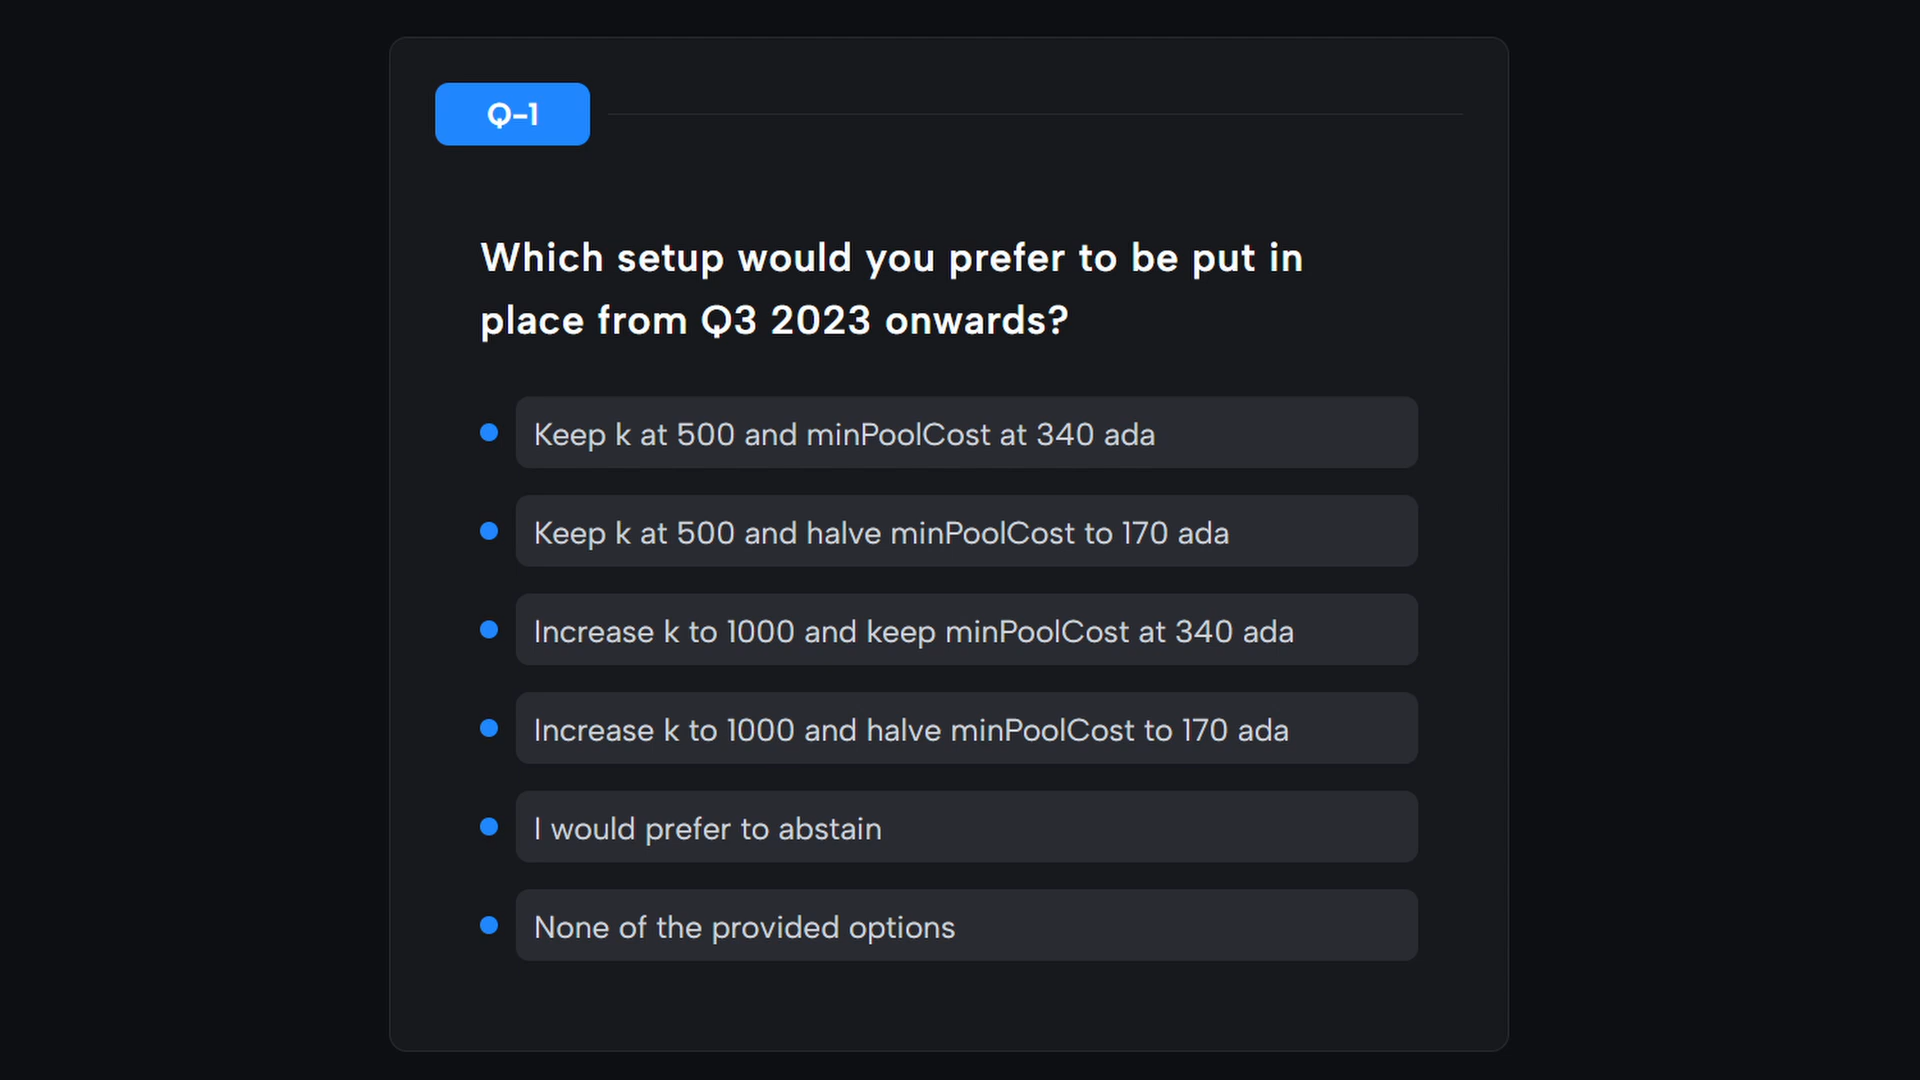 Q-1
Which setup would you prefer to be put in
place from Q3 2023 onwards?
Keep k at 500 and minPoolCost at 340 ada
Keep k at 500 and halve minPoolCost to 170 ada
Increase k to 1000 and keep minPoolCost at 340 ada
Increase k to 1000 and halve minPoolCost to 170 ada
I would prefer to abstain
None of the provided options